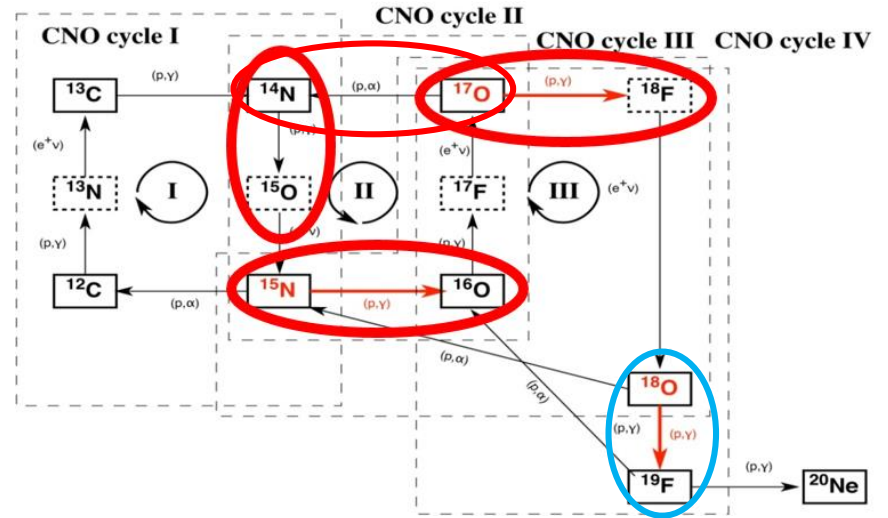 CNO cycle I
CNO cycle II
CNO cycle III
CNO cycle IV
¹³C
(p,γ)
¹⁴N
(p,α)
¹⁷O
(p,γ)
¹⁸F
(e⁺ν)
(p,γ)
¹³N
I
¹⁵O
II
¹⁷F
III
(e⁺ν)
(p,γ)
ν)
(p,γ)
¹²C
(p,α)
¹⁵N
(p,γ)
¹⁶O
(p,α)
(p,α)
¹⁸O
(p,γ)
(p,γ)
¹⁹F
(p,γ)
²⁰Ne